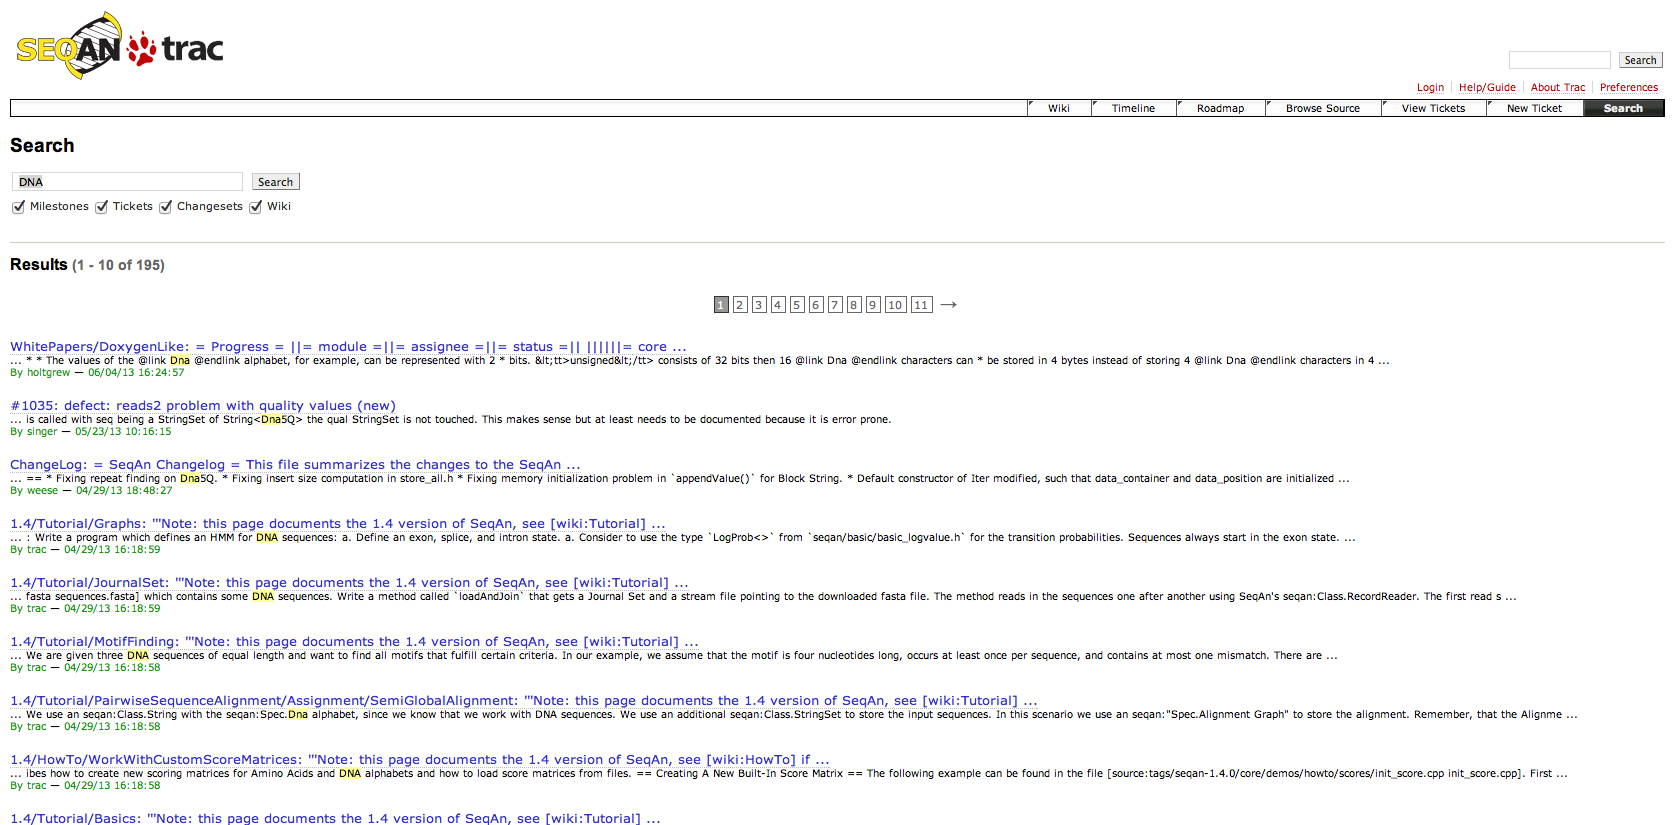 SEQAN trac
Search
Login Help/Guide About Trac Preferences
Wiki Timeline Roadmap Browse Source View Tickets New Ticket Search
Search
DNA Search
Milestones Tickets Changesets Wiki
Results (1 - 10 of 195)
1 2 3 4 5 6 7 8 9 10 11 →
WhitePapers/DoxygenLike: = Progress = ||= module =||= assignee =||= status =|| ||||||= core ...
... * * The values of the @link Dna @endlink alphabet, for example, can be represented with 2 * bits. &lt;tt>unsigned&lt;/tt> consists of 32 bits then 16 @link Dna @endlink characters can * be stored in 4 bytes instead of storing 4 @link Dna @endlink characters in 4 ...
By holtgrew — 06/04/13 16:24:57
#1035: defect: reads2 problem with quality values (new)
... is called with seq being a StringSet of String<Dna5Q> the qual StringSet is not touched. This makes sense but at least needs to be documented because it is error prone.
By singer — 05/23/13 10:16:15
ChangeLog: = SeqAn Changelog = This file summarizes the changes to the SeqAn ...
... == * Fixing repeat finding on Dna5Q. * Fixing insert size computation in store_all.h * Fixing memory initialization problem in `appendValue()` for Block String. * Default constructor of Iter modified, such that data_container and data_position are initialized ...
By weese — 04/29/13 18:48:27
1.4/Tutorial/Graphs: '''Note: this page documents the 1.4 version of SeqAn, see [wiki:Tutorial] ...
... : Write a program which defines an HMM for DNA sequences: a. Define an exon, splice, and intron state. a. Consider to use the type `LogProb<>` from `seqan/basic/basic_logvalue.h` for the transition probabilities. Sequences always start in the exon state. ...
By trac — 04/29/13 16:18:59
1.4/Tutorial/JournalSet: '''Note: this page documents the 1.4 version of SeqAn, see [wiki:Tutorial] ...
... fasta sequences.fasta] which contains some DNA sequences. Write a method called `loadAndJoin` that gets a Journal Set and a stream file pointing to the downloaded fasta file. The method reads in the sequences one after another using SeqAn's seqan:Class.RecordReader. The first read s ...
By trac — 04/29/13 16:18:59
1.4/Tutorial/MotifFinding: '''Note: this page documents the 1.4 version of SeqAn, see [wiki:Tutorial] ...
... We are given three DNA sequences of equal length and want to find all motifs that fulfill certain criteria. In our example, we assume that the motif is four nucleotides long, occurs at least once per sequence, and contains at most one mismatch. There are ...
By trac — 04/29/13 16:18:58
1.4/Tutorial/PairwiseSequenceAlignment/Assignment/SemiGlobalAlignment: '''Note: this page documents the 1.4 version of SeqAn, see [wiki:Tutorial] ...
... We use an seqan:Class.String with the seqan:Spec.Dna alphabet, since we know that we work with DNA sequences. We use an additional seqan:Class.StringSet to store the input sequences. In this scenario we use an seqan:"Spec.Alignment Graph" to store the alignment. Remember, that the Alignme ...
By trac — 04/29/13 16:18:58
1.4/HowTo/WorkWithCustomScoreMatrices: '''Note: this page documents the 1.4 version of SeqAn, see [wiki:HowTo] if ...
... ibes how to create new scoring matrices for Amino Acids and DNA alphabets and how to load score matrices from files. == Creating A New Built-In Score Matrix == The following example can be found in the file [source:tags/seqan-1.4.0/core/demos/howto/scores/init_score.cpp init_score.cpp]. First ...
By trac — 04/29/13 16:18:58
1.4/Tutorial/Basics: '''Note: this page documents the 1.4 version of SeqAn, see [wiki:Tutorial] ...